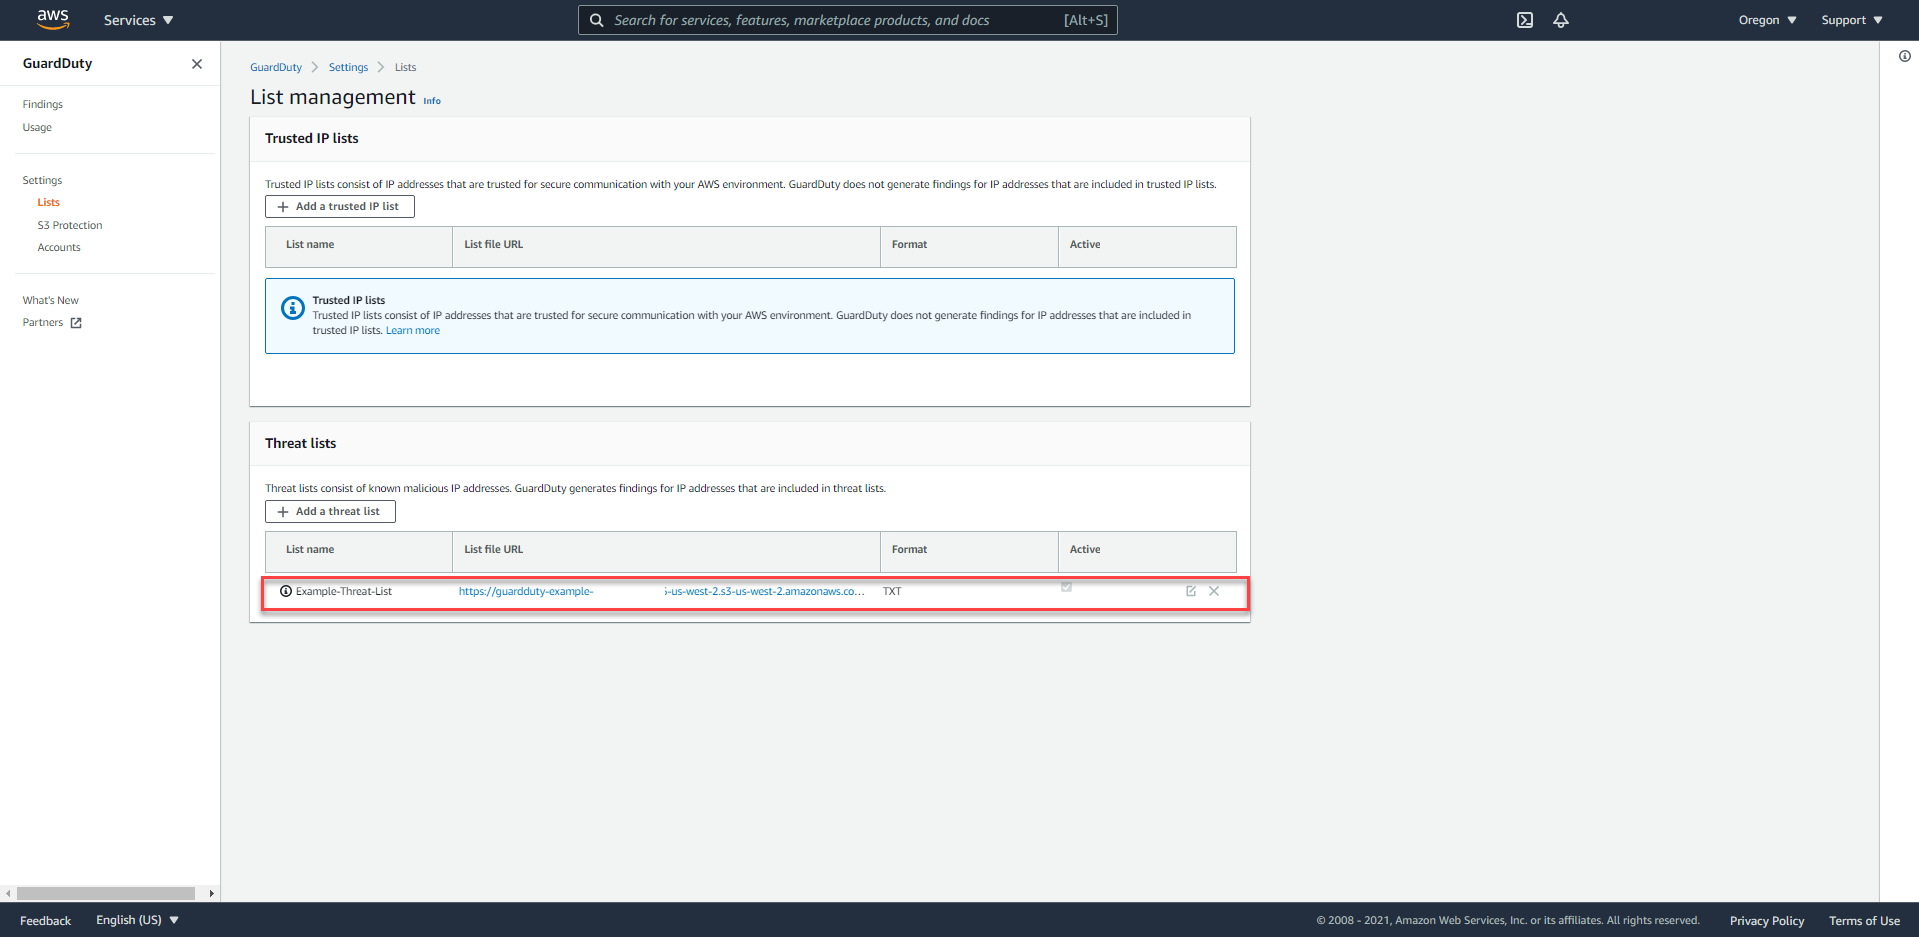 aws
Services
Search for services, features, marketplace products, and docs
[Alt+S]
Oregon
Support
GuardDuty
Findings
Usage
Settings
Lists
S3 Protection
Accounts
What's New
Partners
GuardDuty
Settings
Lists
List management
Info
Trusted IP lists
Trusted IP lists consist of IP addresses that are trusted for secure communication with your AWS environment. GuardDuty does not generate findings for IP addresses that are included in trusted IP lists.
Add a trusted IP list
List name
List file URL
Format
Active
Trusted IP lists
Trusted IP lists consist of IP addresses that are trusted for secure communication with your AWS environment. GuardDuty does not generate findings for IP addresses that are included in
trusted IP lists. Learn more
Threat lists
Threat lists consist of known malicious IP addresses. GuardDuty generates findings for IP addresses that are included in threat lists.
Add a threat list
List name
List file URL
Format
Active
Example-Threat-List
https://guardduty-example-
-us-west-2.s3-us-west-2.amazonaws.co...
TXT
Feedback
English (US)
© 2008 - 2021, Amazon Web Services, Inc. or its affiliates. All rights reserved.
Privacy Policy
Terms of Use